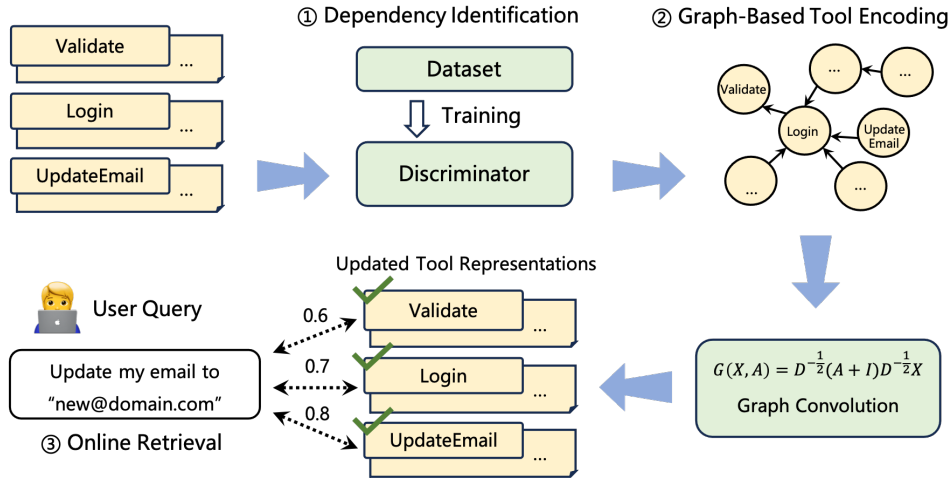 ① Dependency Identification
② Graph-Based Tool Encoding
Validate
...
Login
...
UpdateEmail
...
Dataset
Training
Discriminator
Validate
...
...
Login
Update
Email
...
...
Updated Tool Representations
User Query
Update my email to
“new@domain.com”
③ Online Retrieval
0.6
0.7
0.8
Validate
...
Login
...
UpdateEmail
...
G(X, A) = D^{-\frac{1}{2}}(A + I)D^{-\frac{1}{2}}X
Graph Convolution